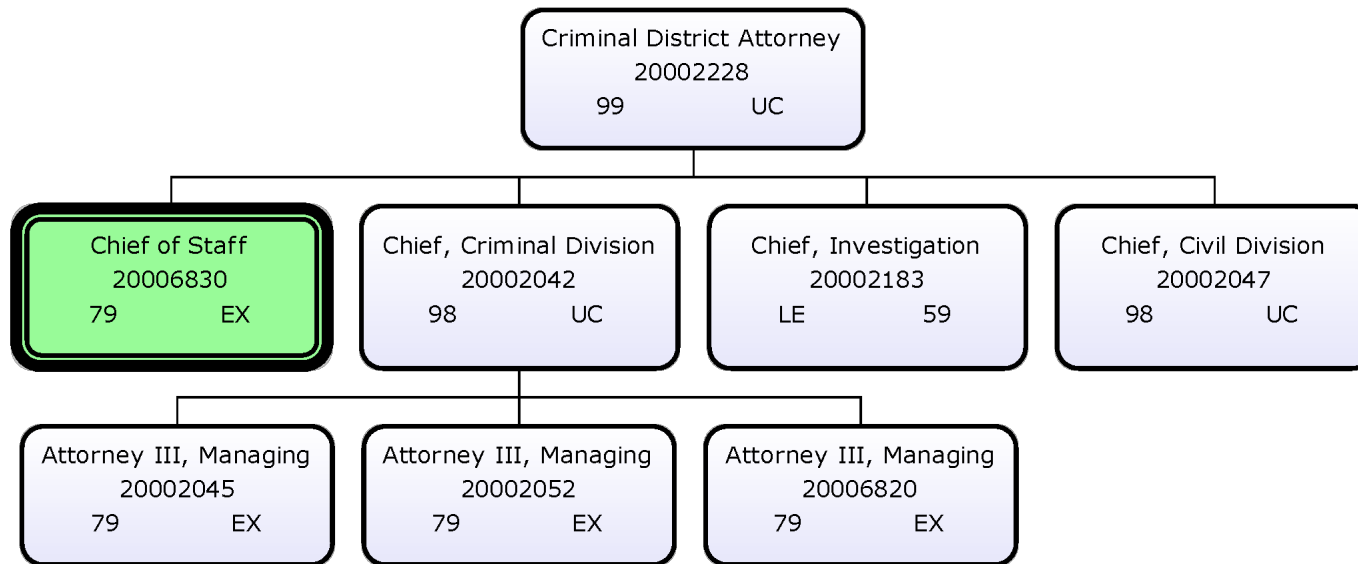 Criminal District Attorney
20002228
99 UC
Chief of Staff
20006830
79 EX
Chief, Criminal Division
20002042
98 UC
Chief, Investigation
20002183
LE 59
Chief, Civil Division
20002047
98 UC
Attorney III, Managing
20002045
79 EX
Attorney III, Managing
20002052
79 EX
Attorney III, Managing
20006820
79 EX